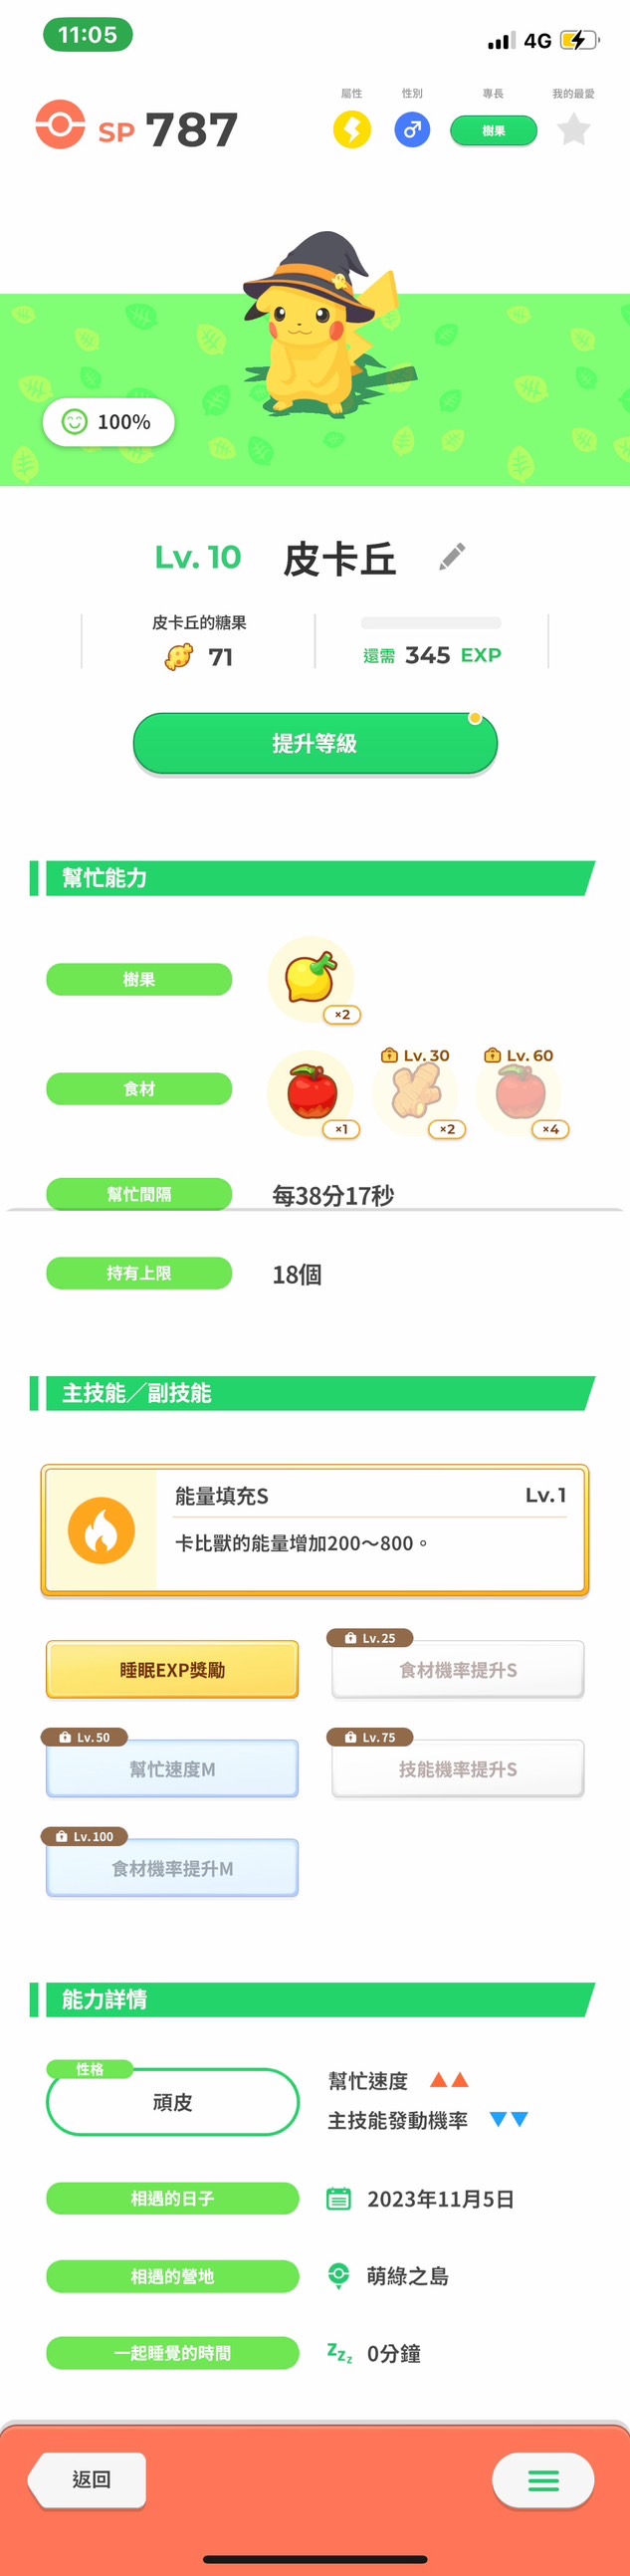 11:05
4G
SP 787
屬性 性別 專長 我的最愛
樹果
100%
Lv. 10 皮卡丘
皮卡丘的糖果
71
還需 345 EXP
提升等級
幫忙能力
樹果
×2
食材
Lv. 30 Lv. 60
×1 ×2 ×4
幫忙間隔 每38分17秒
持有上限 18個
主技能／副技能
能量填充S Lv.1
卡比獸的能量增加200～800。
睡眠EXP獎勵
Lv.25
食材機率提升S
Lv.50
幫忙速度M
Lv.75
技能機率提升S
Lv.100
食材機率提升M
能力詳情
性格
頑皮
幫忙速度 ▲▲
主技能發動機率 ▼▼
相遇的日子 2023年11月5日
相遇的營地 萌綠之島
一起睡覺的時間 zzz 0分鐘
返回